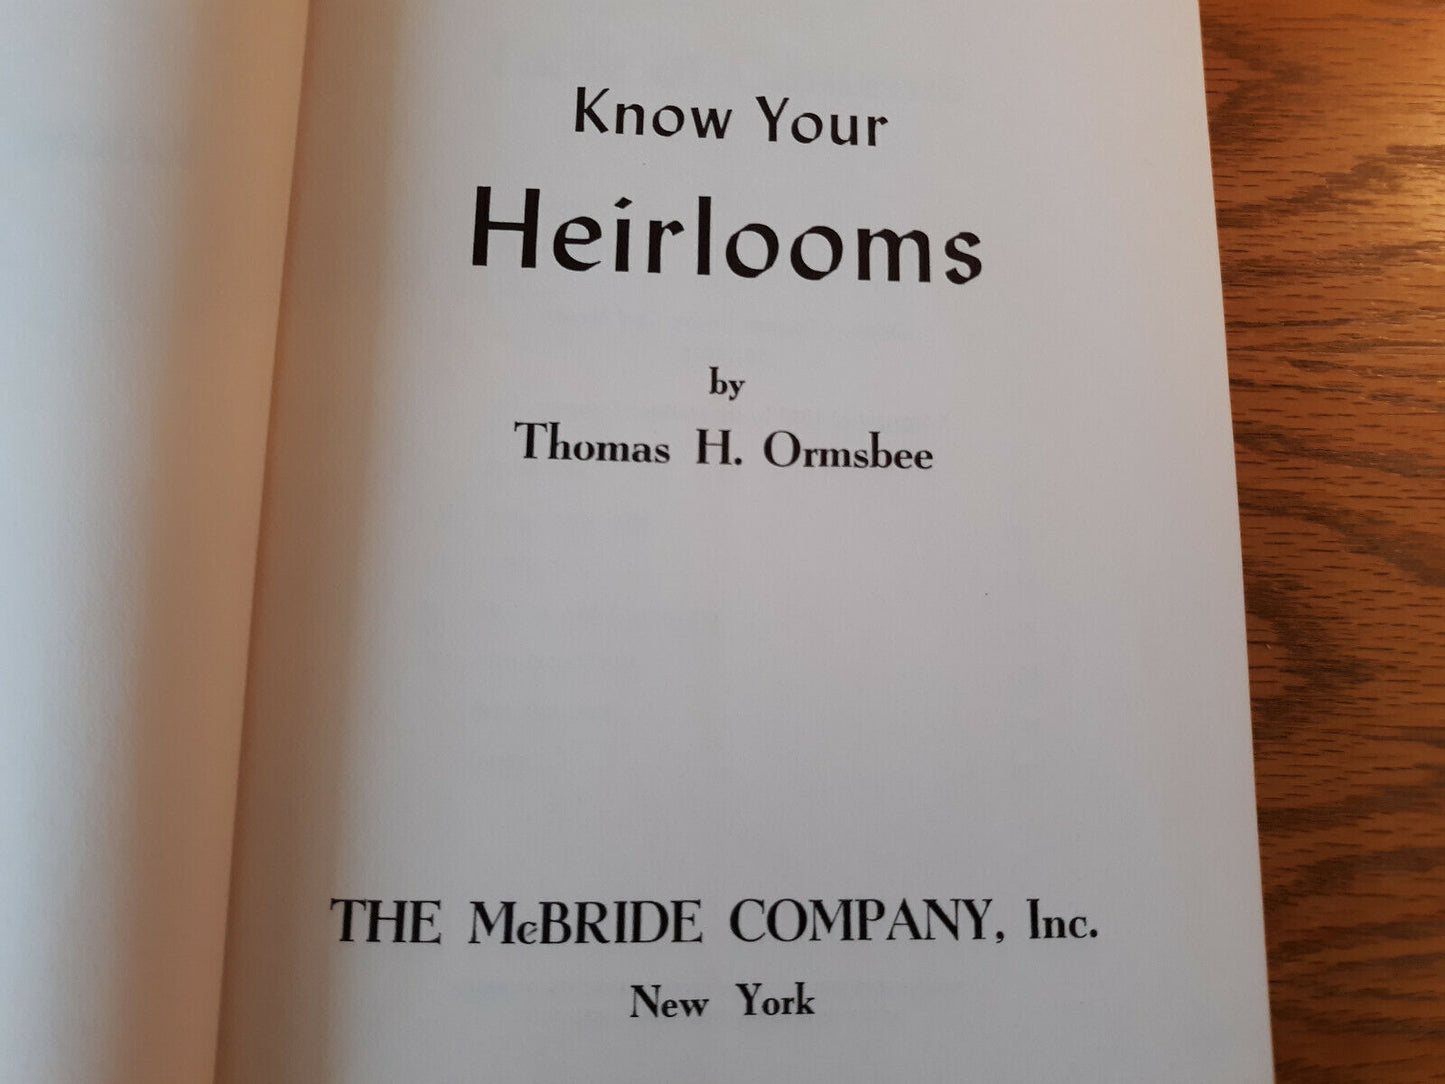 Know Your
Heirlooms
by
Thomas H. Ormsbee
THE McBRIDE COMPANY, Inc.
New York